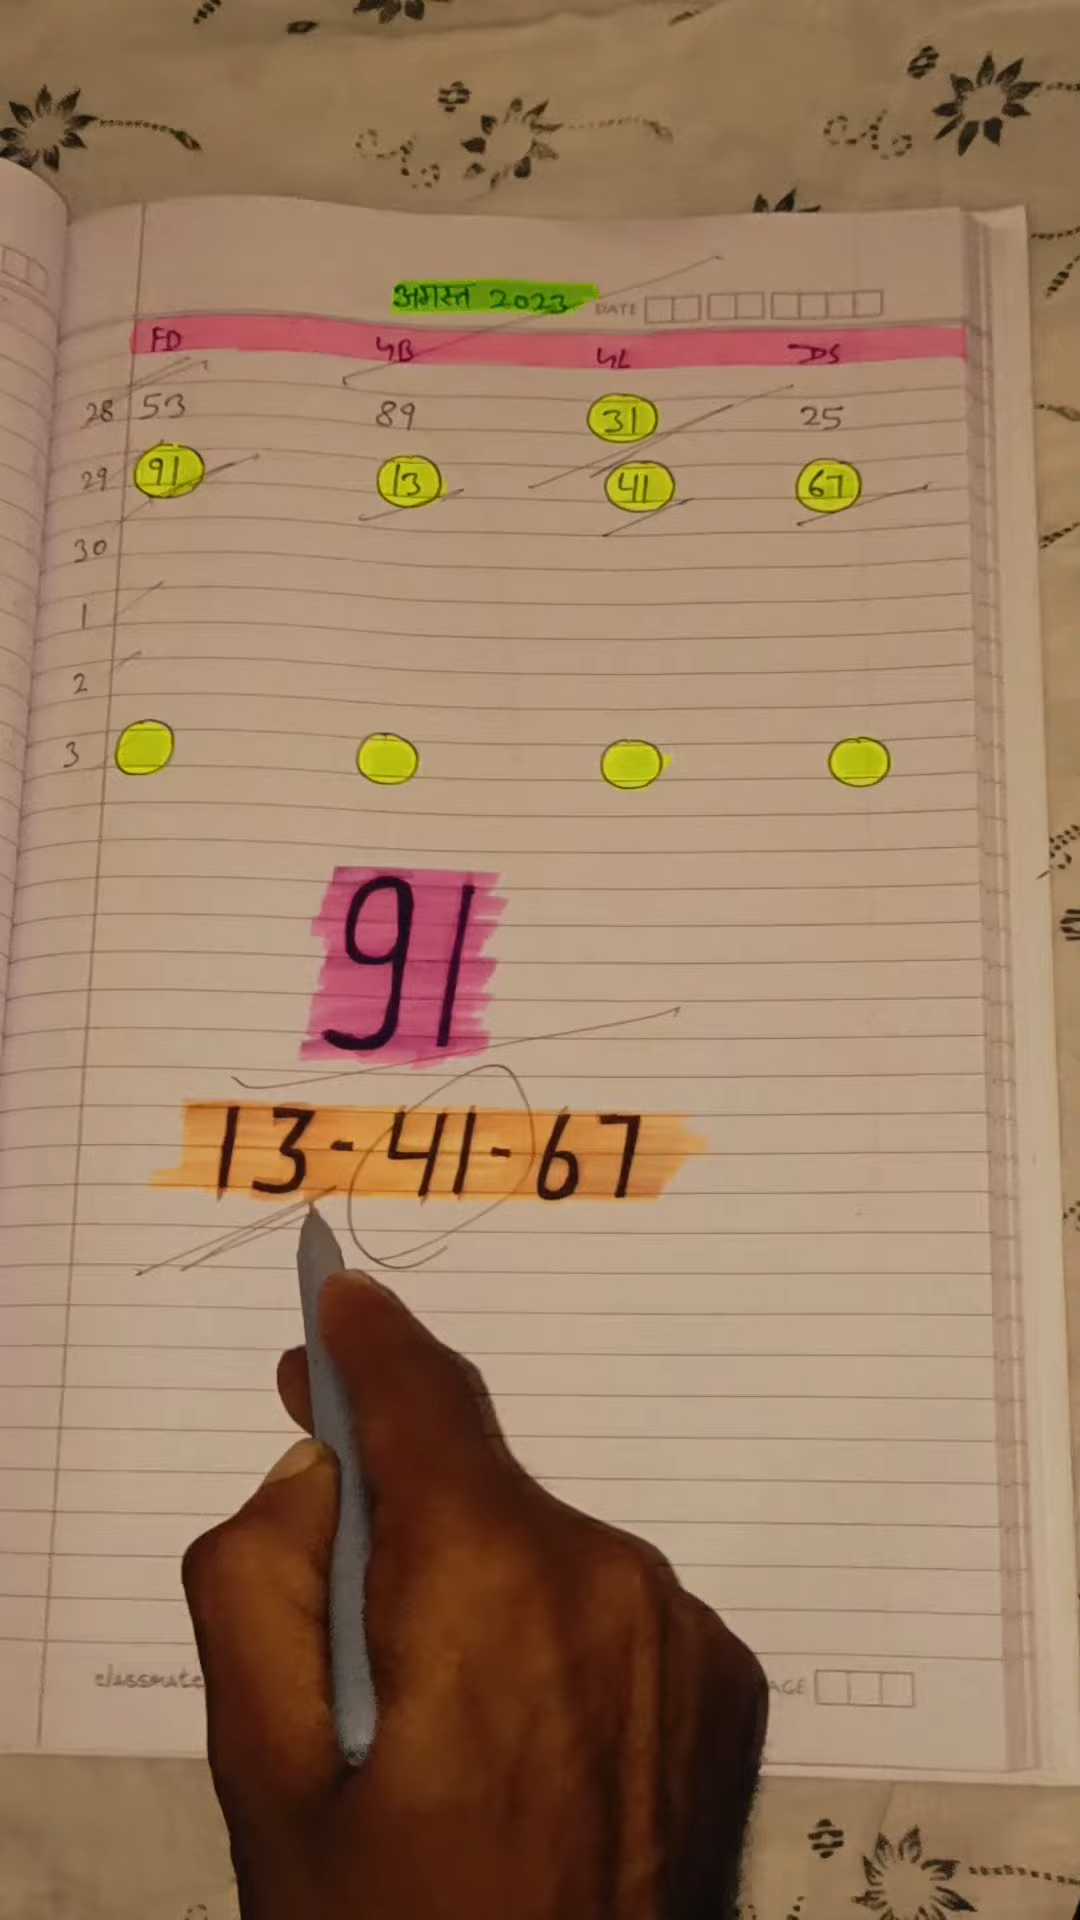 अगस्त 2023 DATE
FD GB GL DS
28 53 89 31 25
29 91 13 41 67
30
1
2
3
91
13-41-67
classmate